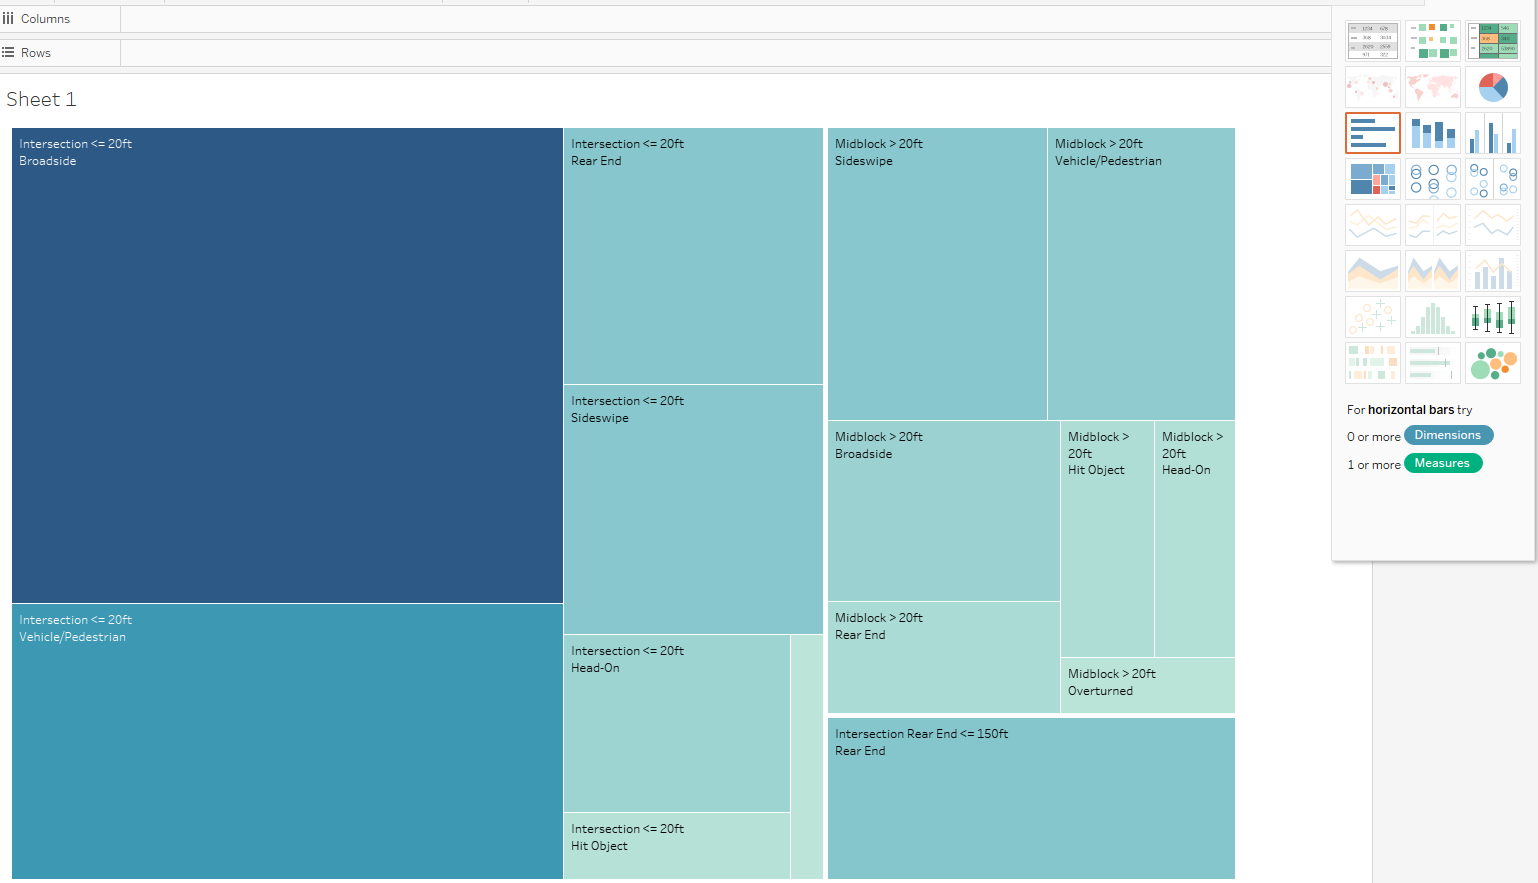 Columns
Rows
Sheet 1
Intersection <= 20ft
Broadside
Intersection <= 20ft
Vehicle/Pedestrian
Intersection <= 20ft
Rear End
Intersection <= 20ft
Sideswipe
Intersection <= 20ft
Head-On
Intersection <= 20ft
Hit Object
Midblock > 20ft
Sideswipe
Midblock > 20ft
Vehicle/Pedestrian
Midblock > 20ft
Broadside
Midblock >
20ft
Hit Object
Midblock >
20ft
Head-On
Midblock > 20ft
Rear End
Midblock > 20ft
Overturned
Intersection Rear End <= 150ft
Rear End
For horizontal bars try
0 or more Dimensions
1 or more Measures